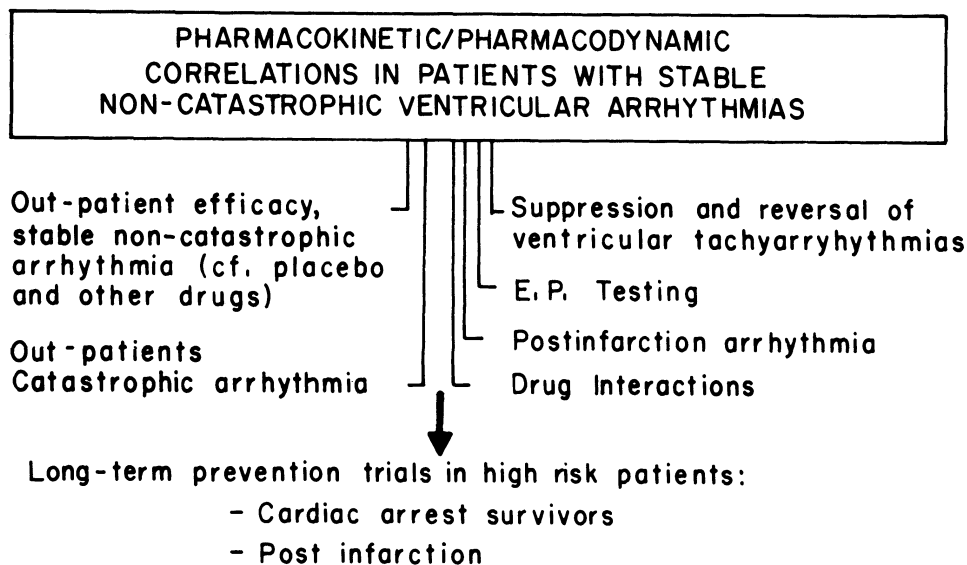 PHARMACOKINETIC/PHARMACODYNAMIC
CORRELATIONS IN PATIENTS WITH STABLE
NON-CATASTROPHIC VENTRICULAR ARRHYTHMIAS
Out-patient efficacy,
stable non-catastrophic
arrhythmia (cf. placebo
and other drugs)
Out-patients
Catastrophic arrhythmia
Suppression and reversal of
ventricular tachyarryhythmias
E.P. Testing
Postinfarction arrhythmia
Drug Interactions
Long-term prevention trials in high risk patients:
- Cardiac arrest survivors
- Post infarction